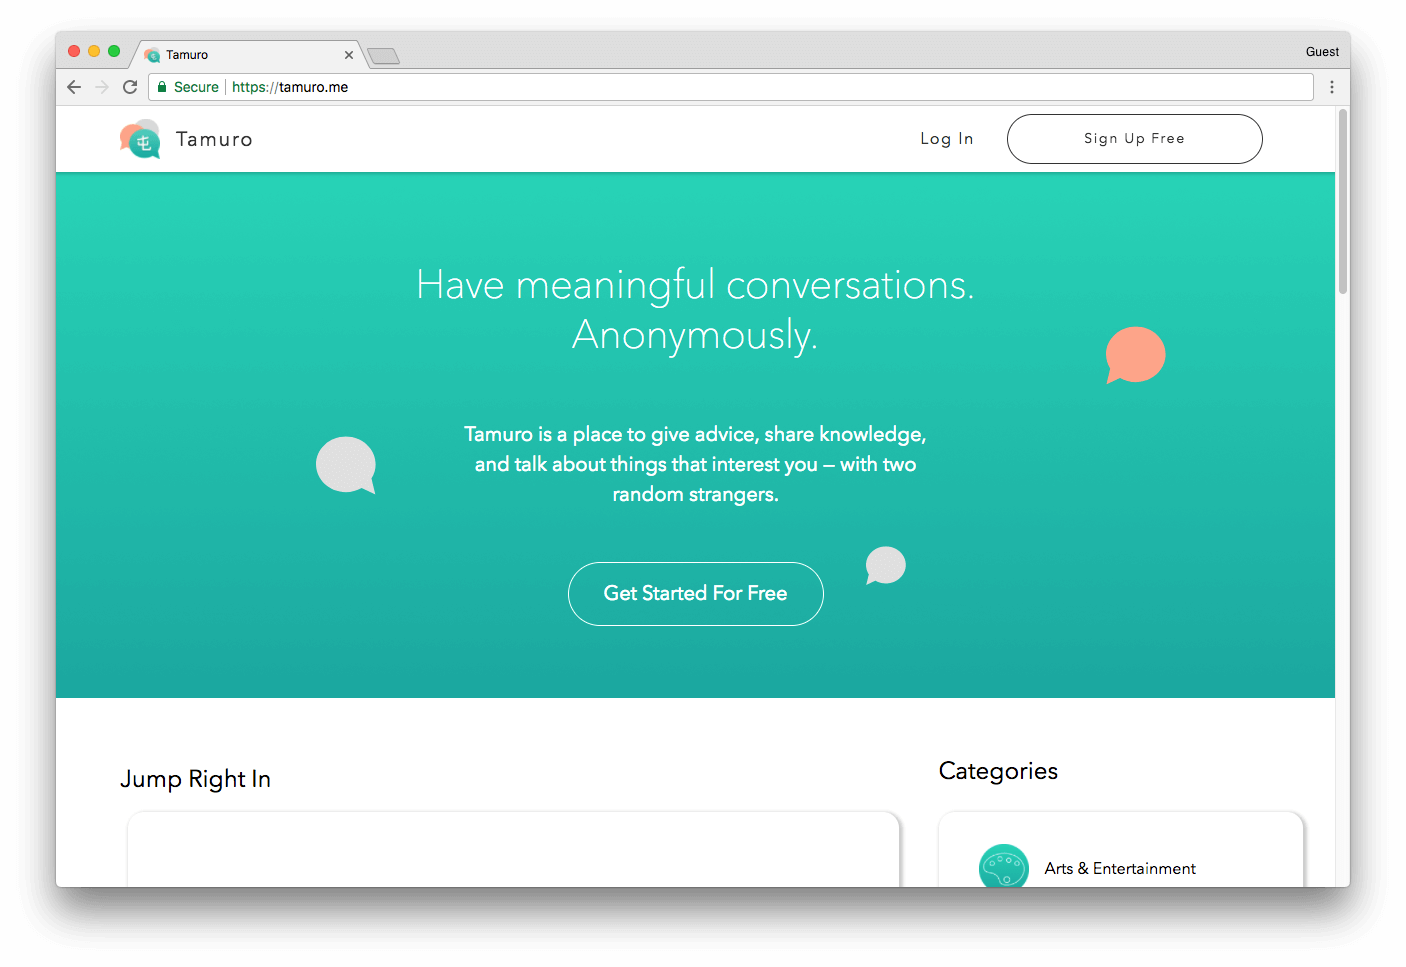 Tamuro
Guest
Secure
https://tamuro.me
Tamuro
Log In
Sign Up Free
Have meaningful conversations.
Anonymously.
Tamuro is a place to give advice, share knowledge,
and talk about things that interest you – with two
random strangers.
Get Started For Free
Jump Right In
Categories
Arts & Entertainment